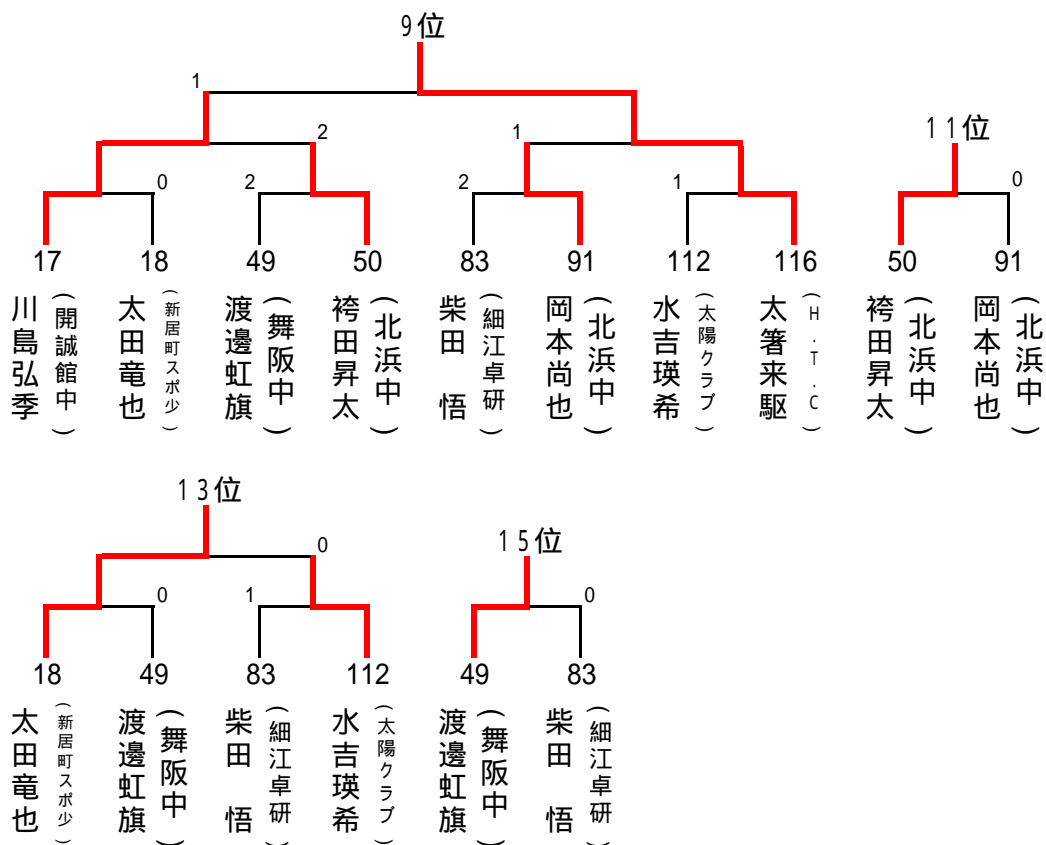 9位
1
11位
2
1
0
2
2
1
0
17
18
49
50
83
91
112
116
50
91
川島弘季
(開誠館中)
太田竜也
(新居町スポ少)
渡邊虹旗
(舞阪中)
袴田昇太
(北浜中)
柴田 悟
(細江卓研)
岡本尚也
(北浜中)
水吉瑛希
(太陽クラブ)
太箸来駆
(H.T.C)
袴田昇太
(北浜中)
岡本尚也
(北浜中)
13位
0
15位
0
1
0
18
49
83
112
49
83
太田竜也
(新居町スポ少)
渡邊虹旗
(舞阪中)
柴田 悟
(細江卓研)
水吉瑛希
(太陽クラブ)
渡邊虹旗
(舞阪中)
柴田 悟
(細江卓研)